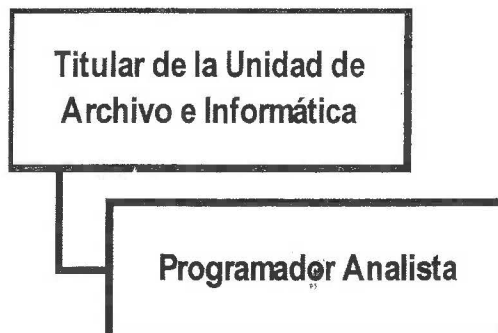 Titular de la Unidad de
Archivo e Informática
Programador Analista